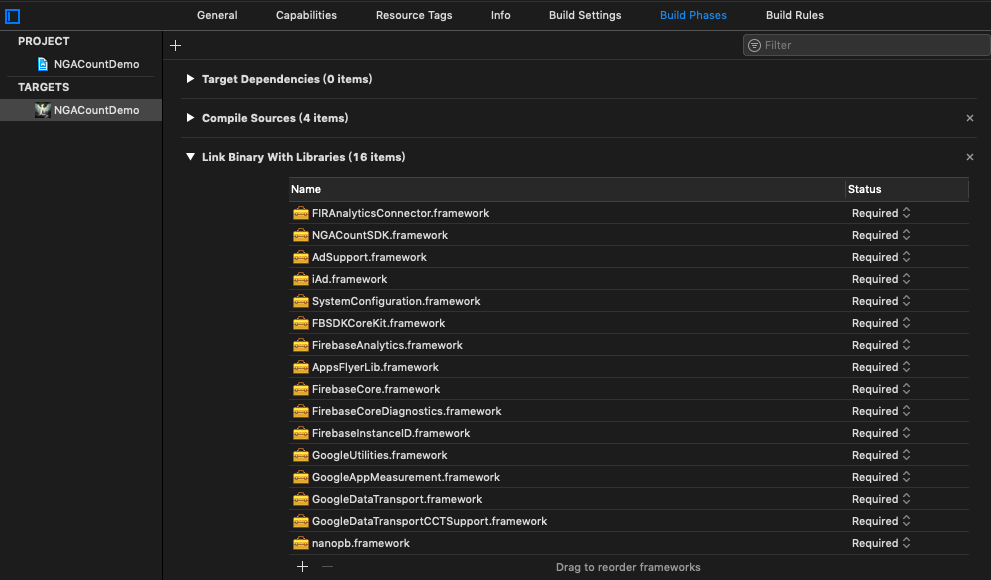 General Capabilities Resource Tags Info Build Settings Build Phases Build Rules
PROJECT
NGACountDemo
TARGETS
NGACountDemo
+ Filter
Target Dependencies (0 items)
Compile Sources (4 items) ×
Link Binary With Libraries (16 items) ×
Name Status
FIRAnalyticsConnector.framework Required
NGACountSDK.framework Required
AdSupport.framework Required
iAd.framework Required
SystemConfiguration.framework Required
FBSDKCoreKit.framework Required
FirebaseAnalytics.framework Required
AppsFlyerLib.framework Required
FirebaseCore.framework Required
FirebaseCoreDiagnostics.framework Required
FirebaseInstanceID.framework Required
GoogleUtilities.framework Required
GoogleAppMeasurement.framework Required
GoogleDataTransport.framework Required
GoogleDataTransportCCTSupport.framework Required
nanopb.framework Required
+ — Drag to reorder frameworks